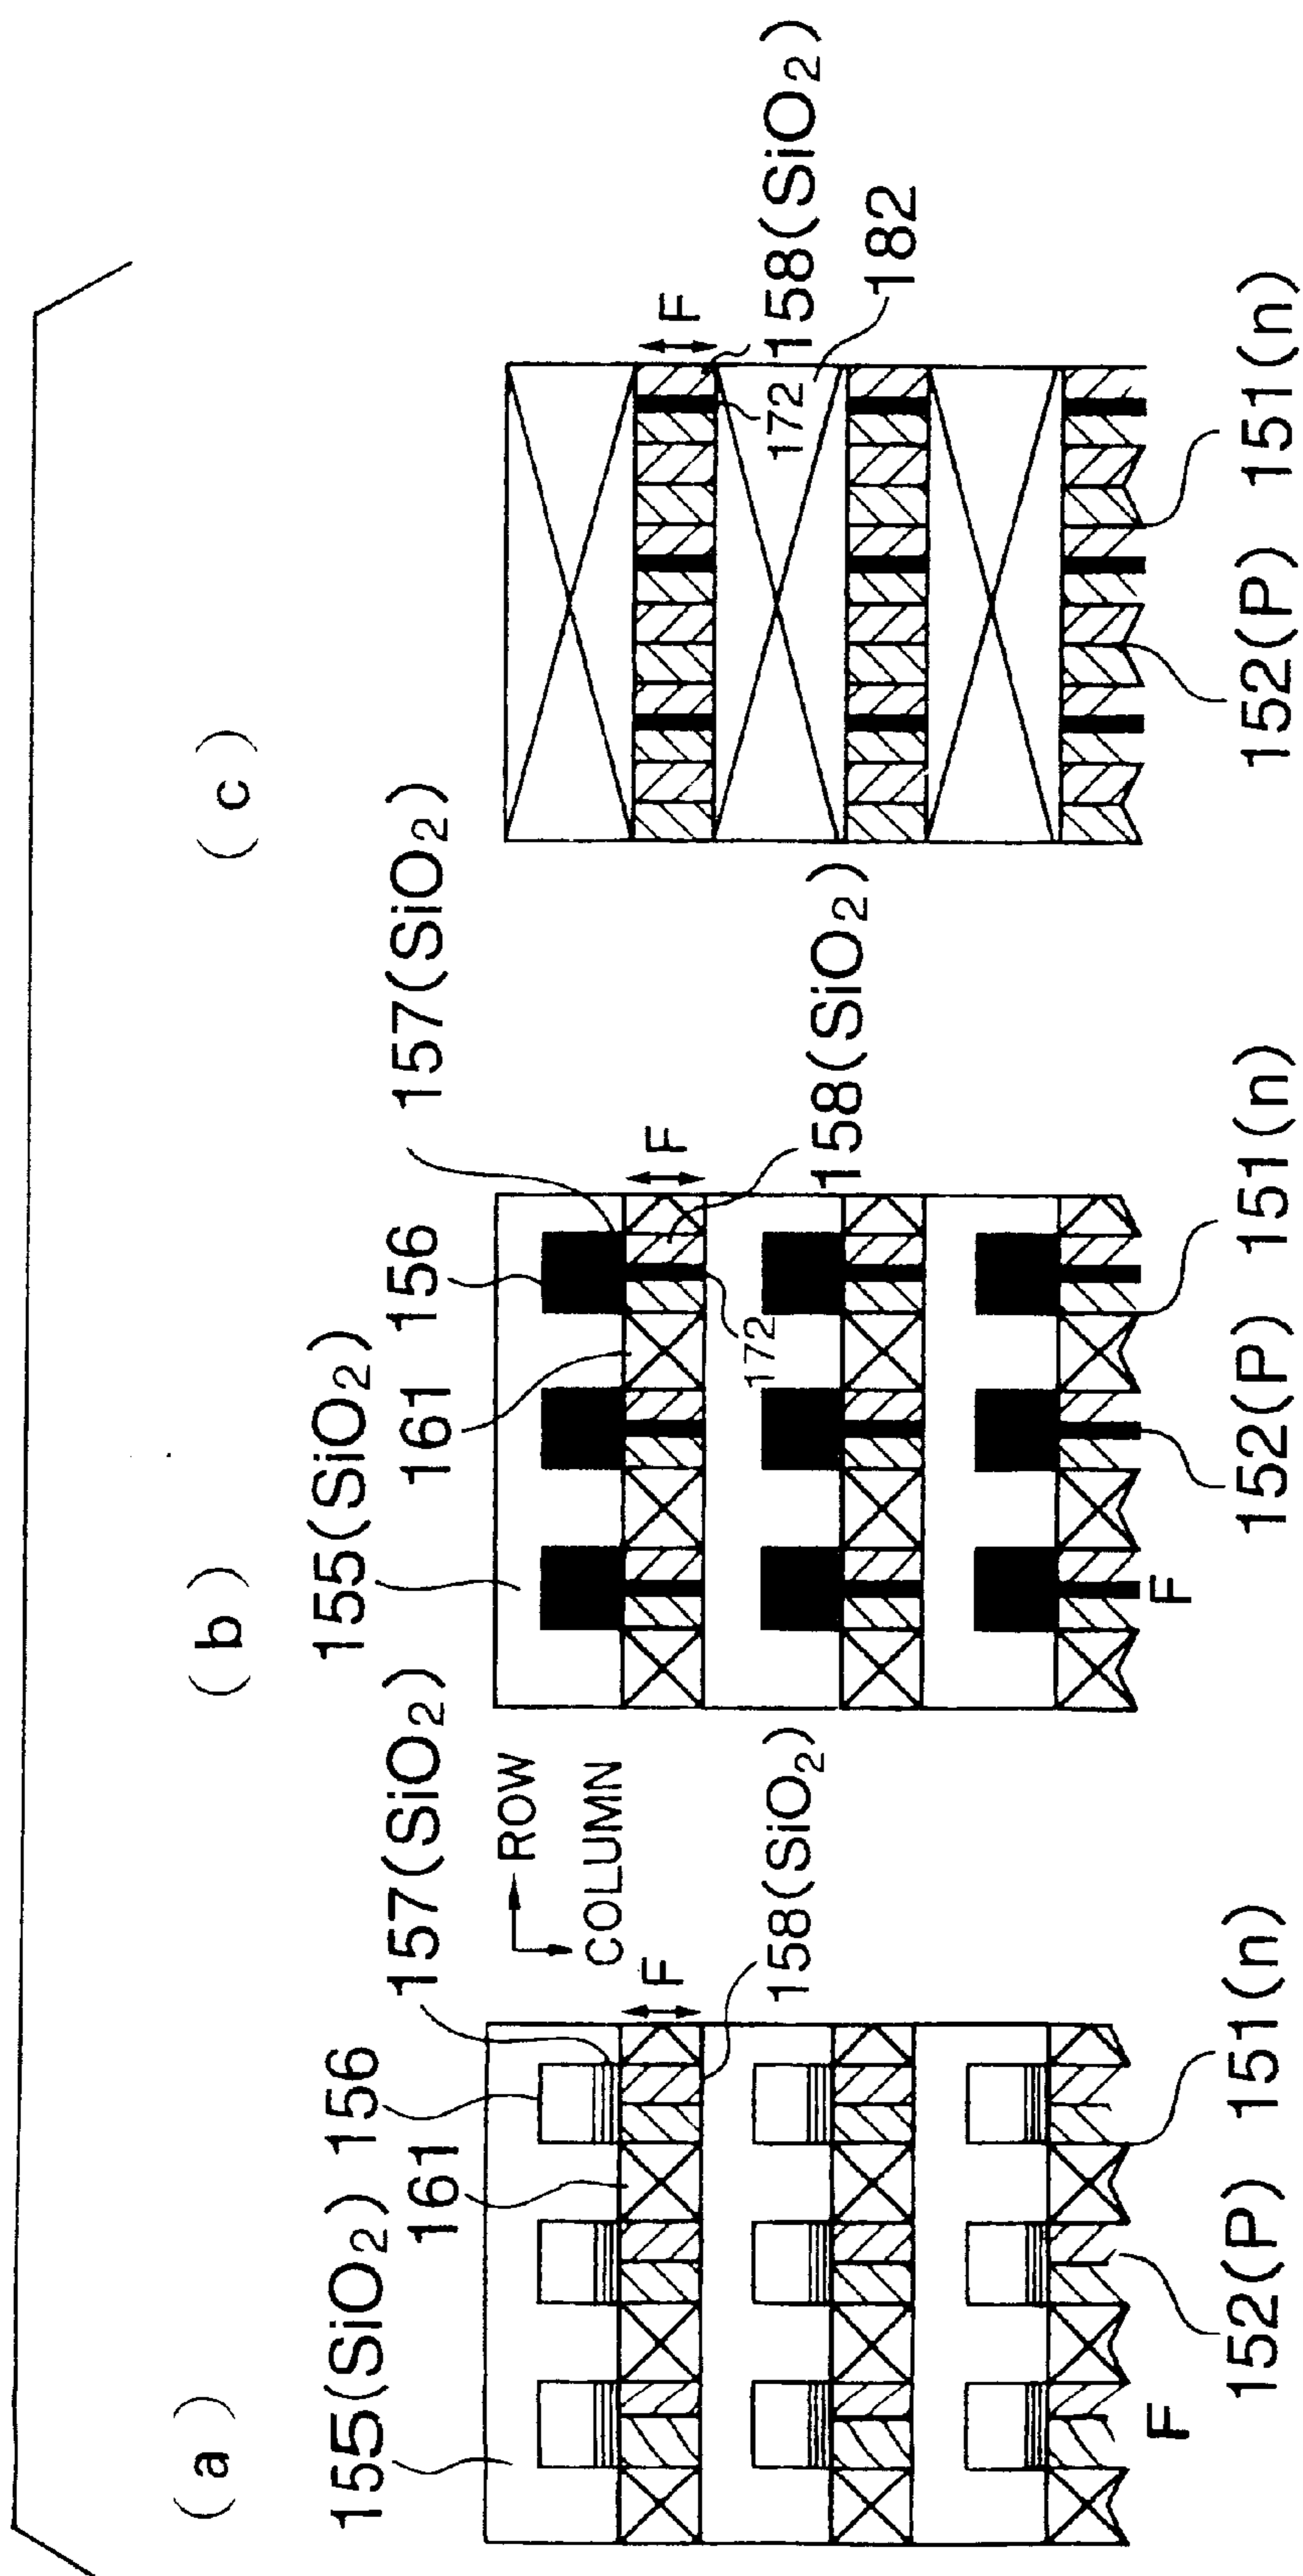 (a)
155(SiO₂)
156
161
157(SiO₂)
F
158(SiO₂)
F
152(P)
151(n)
ROW
COLUMN
(b)
155(SiO₂)
161
156
157(SiO₂)
F
172
158(SiO₂)
F
152(P)
151(n)
(c)
F
172
158(SiO₂)
182
152(P)
151(n)